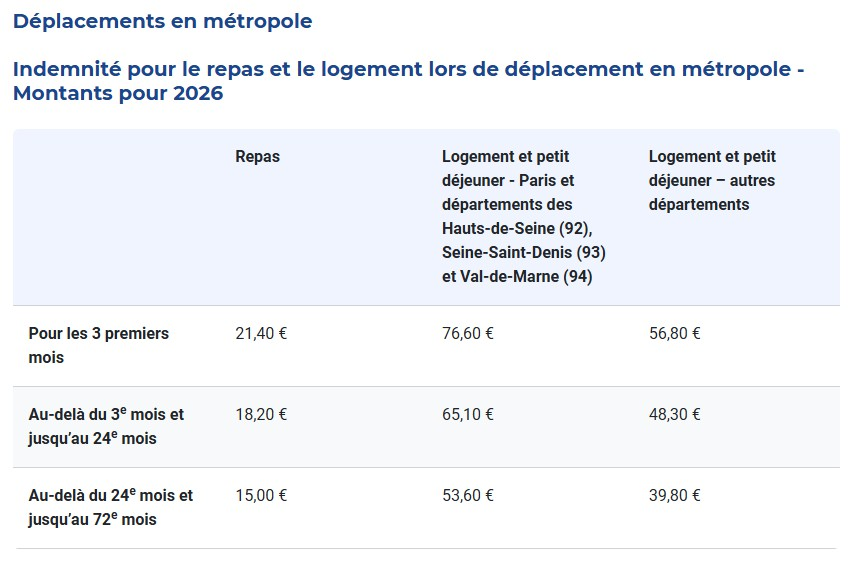 Déplacements en métropole
Indemnité pour le repas et le logement lors de déplacement en métropole -
Montants pour 2026
Repas
Logement et petit
déjeuner - Paris et
départements des
Hauts-de-Seine (92),
Seine-Saint-Denis (93)
et Val-de-Marne (94)
Logement et petit
déjeuner – autres
départements
Pour les 3 premiers
mois
21,40 €
76,60 €
56,80 €
Au-delà du 3e mois et
jusqu’au 24e mois
18,20 €
65,10 €
48,30 €
Au-delà du 24e mois et
jusqu’au 72e mois
15,00 €
53,60 €
39,80 €